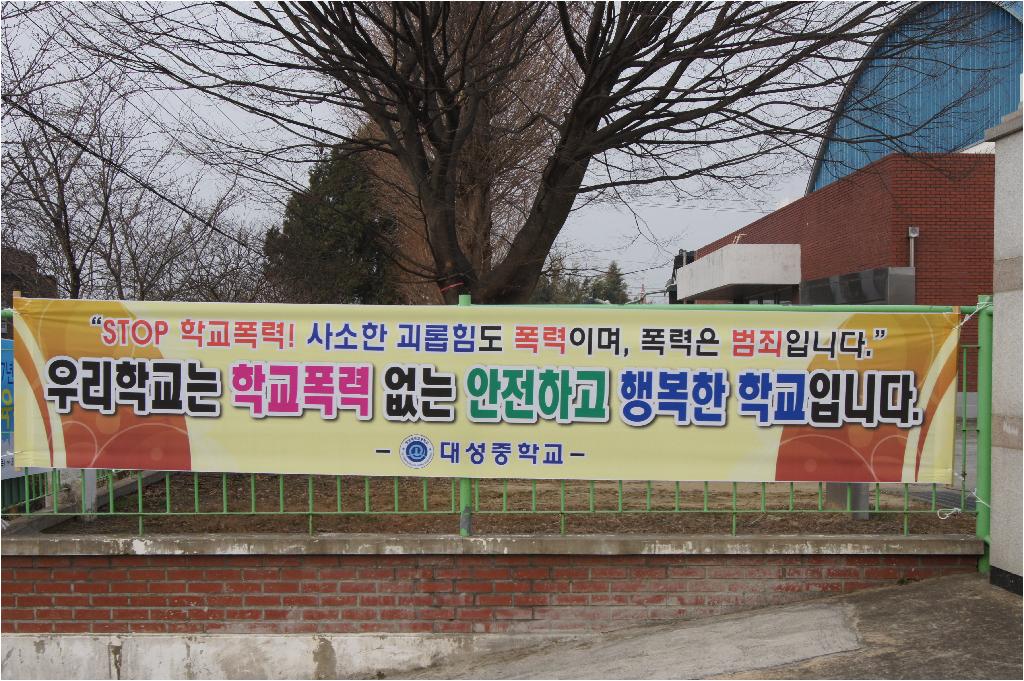 “STOP 학교폭력! 사소한 괴롭힘도 폭력이며, 폭력은 범죄입니다.”
우리학교는 학교폭력 없는 안전하고 행복한 학교입니다.
- 대성중학교 -